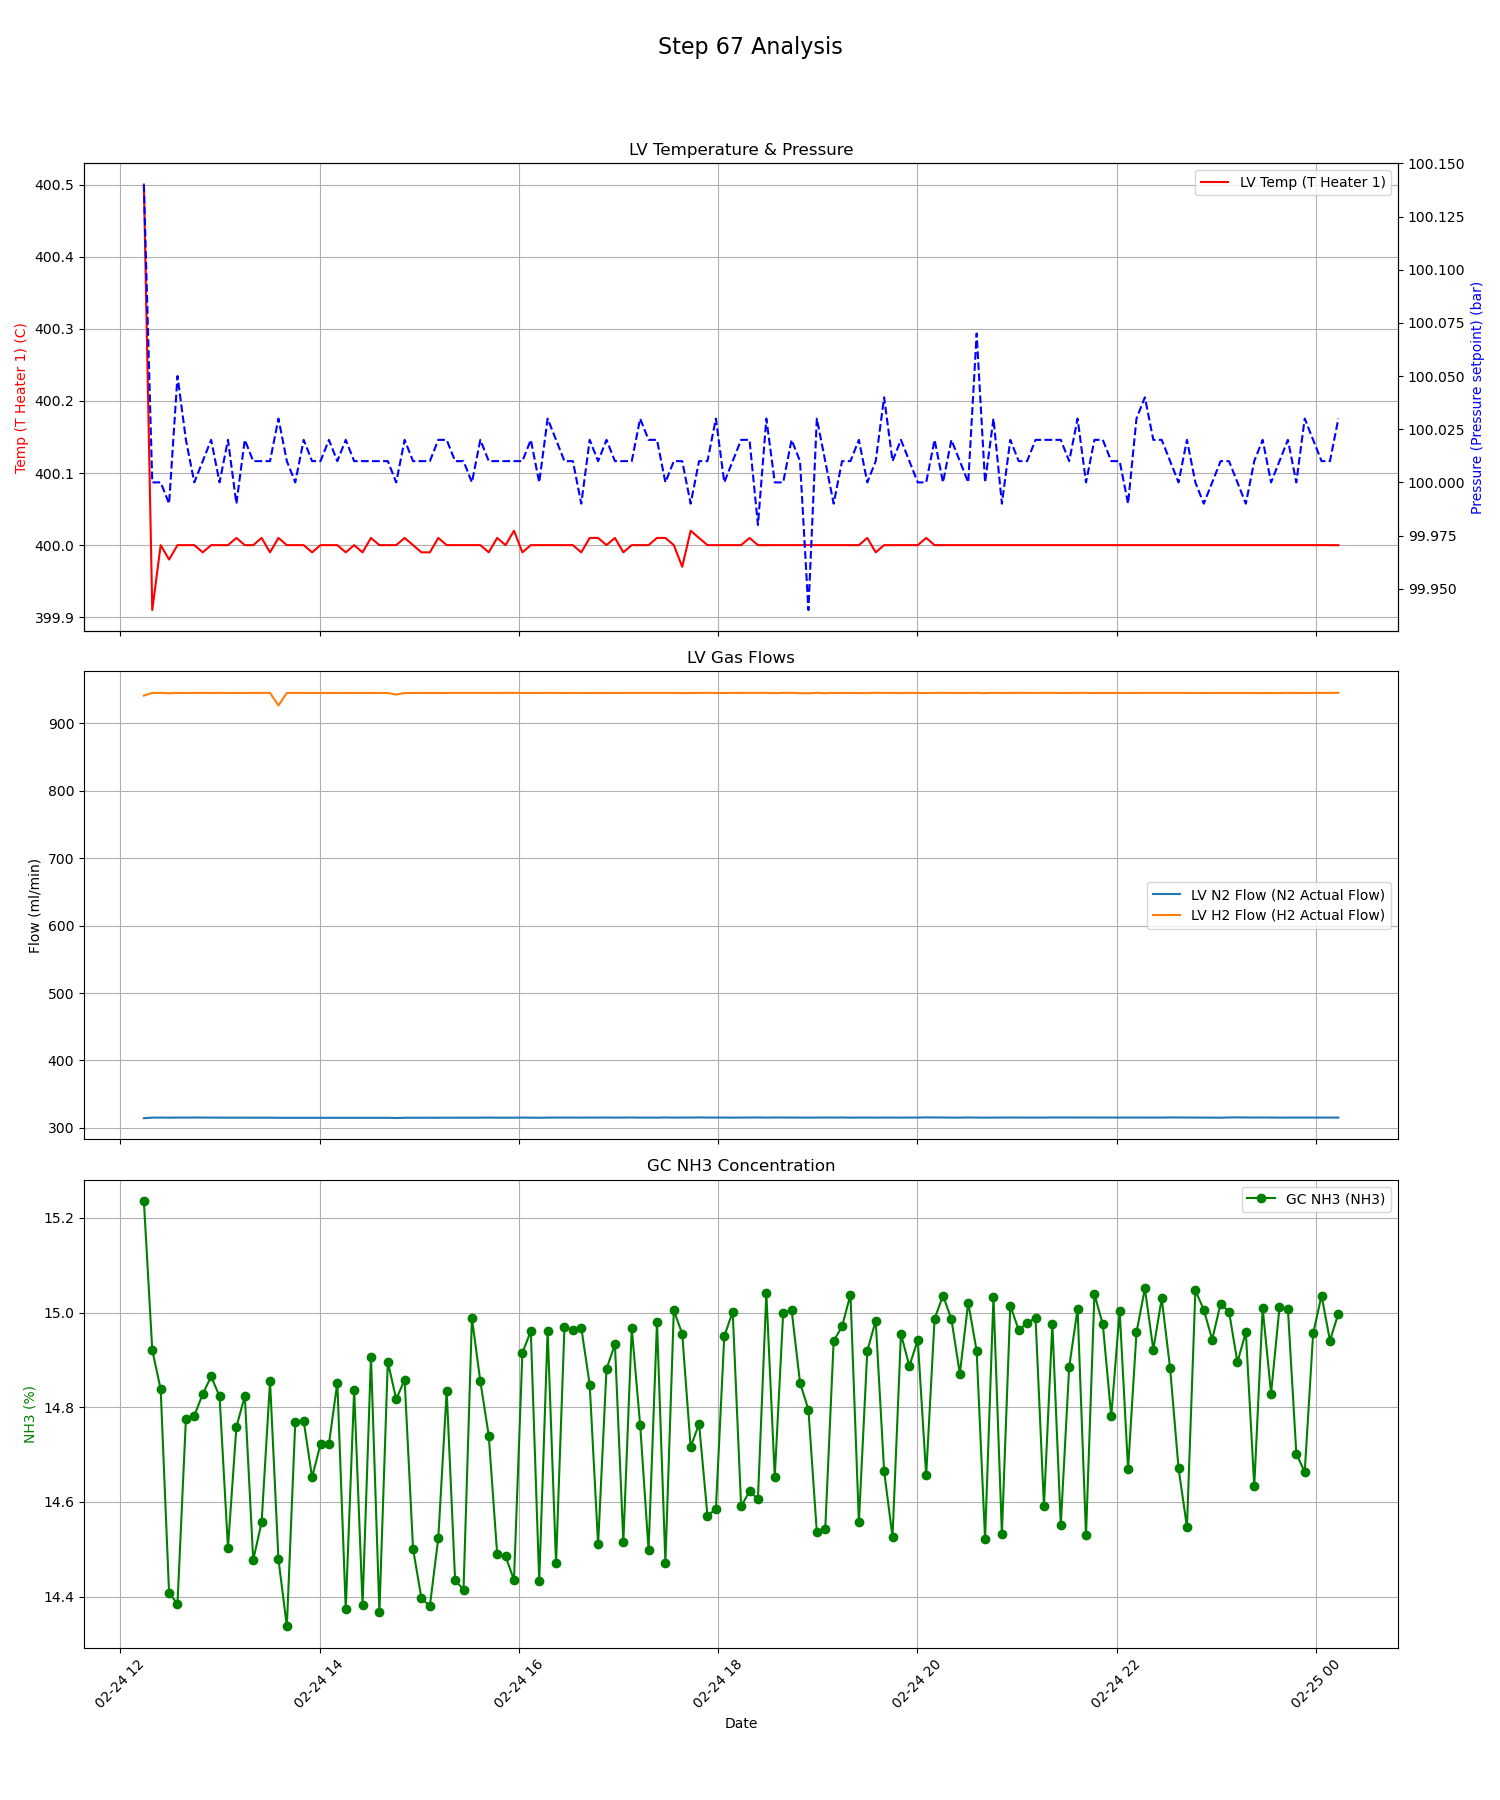 Step 67 Analysis
LV Temperature & Pressure
LV Temp (T Heater 1)
Temp (T Heater 1) (C)
400.5
400.4
400.3
400.2
400.1
400.0
399.9
Pressure (Pressure setpoint) (bar)
100.150
100.125
100.100
100.075
100.050
100.025
100.000
99.975
99.950
LV Gas Flows
Flow (ml/min)
900
800
700
600
500
400
300
LV N2 Flow (N2 Actual Flow)
LV H2 Flow (H2 Actual Flow)
GC NH3 Concentration
GC NH3 (NH3)
NH3 (%)
15.2
15.0
14.8
14.6
14.4
02-24 12
02-24 14
02-24 16
02-24 18
02-24 20
02-24 22
02-25 00
Date